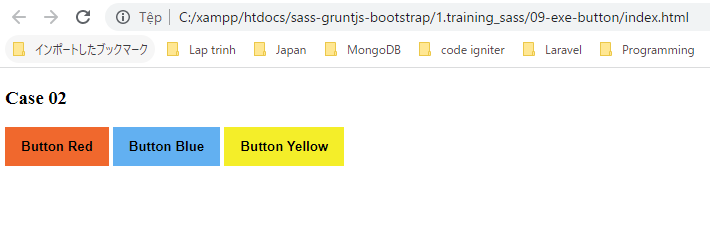 Tệp C:/xampp/htdocs/sass-gruntjs-bootstrap/1.training_sass/09-exe-button/index.html
インポートしたブックマーク Lap trinh Japan MongoDB code igniter Laravel Programming
Case 02
Button Red Button Blue Button Yellow